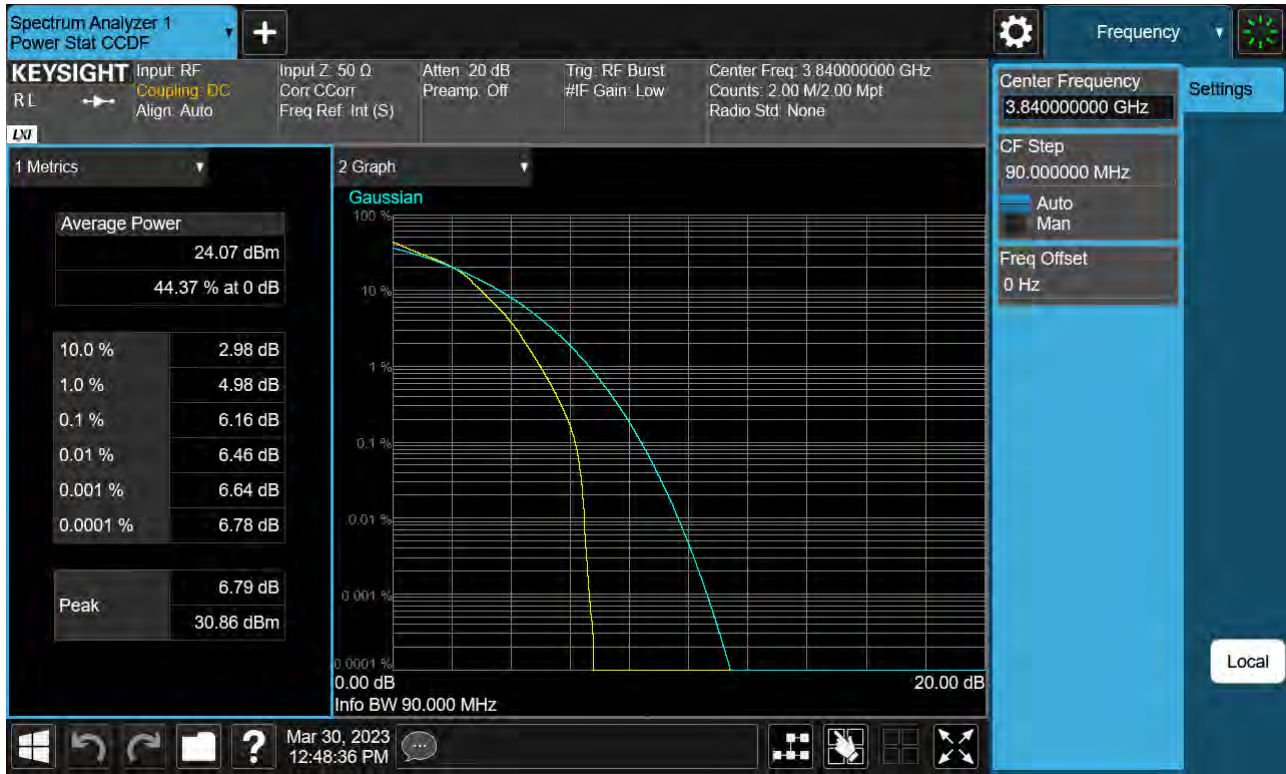 Spectrum Analyzer 1
Power Stat CCDF
Frequency
KEYSIGHT
RL
LXI
Input: RF
Coupling: DC
Align: Auto
Input Z: 50 Ω
Corr CCorr
Freq Ref: Int (S)
Atten: 20 dB
Preamp: Off
Trig: RF Burst
#IF Gain: Low
Center Freq: 3.840000000 GHz
Counts: 2.00 M/2.00 Mpt
Radio Std: None
Center Frequency
3.840000000 GHz
Settings
CF Step
90.000000 MHz
Auto
Man
Freq Offset
0 Hz
Local
1 Metrics
Average Power
24.07 dBm
44.37 % at 0 dB
10.0 % 2.98 dB
1.0 % 4.98 dB
0.1 % 6.16 dB
0.01 % 6.46 dB
0.001 % 6.64 dB
0.0001 % 6.78 dB
Peak
6.79 dB
30.86 dBm
2 Graph
Gaussian
100 %
10 %
1 %
0.1 %
0.01 %
0.001 %
0.0001 %
0.00 dB 20.00 dB
Info BW 90.000 MHz
?
Mar 30, 2023
12:48:36 PM